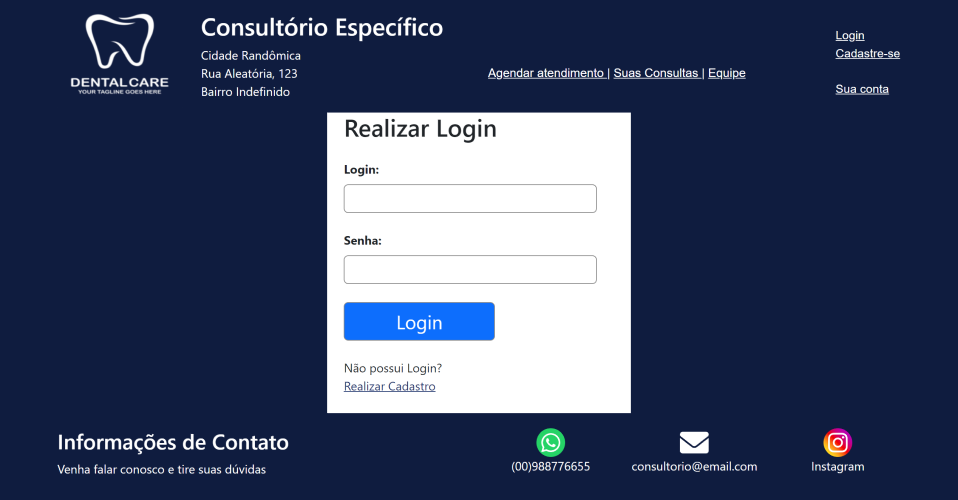 DENTALCARE
YOUR TAGLINE GOES HERE
Consultório Específico
Cidade Randômica
Rua Aleatória, 123
Bairro Indefinido
Agendar atendimento | Suas Consultas | Equipe
Login
Cadastre-se
Sua conta
Realizar Login
Login:
Senha:
Login
Não possui Login?
Realizar Cadastro
Informações de Contato
Venha falar conosco e tire suas dúvidas
(00)988776655
consultorio@email.com
Instagram